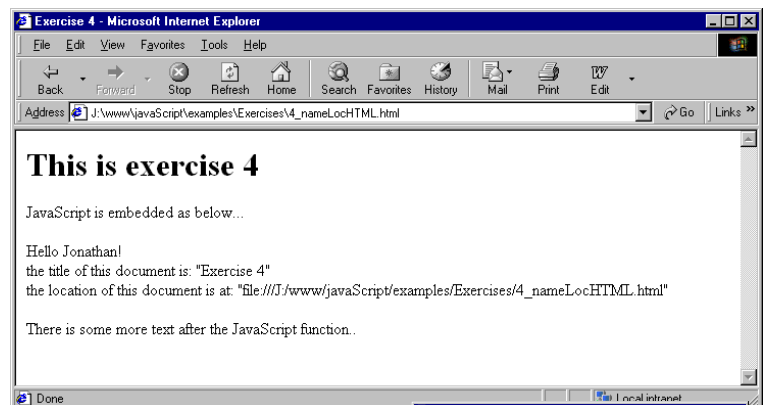 Exercise 4 - Microsoft Internet Explorer
File Edit View Favorites Tools Help
Back Forward Stop Refresh Home Search Favorites History Mail Print Edit
Address J:\www\javaScript\examples\Exercises\4_nameLocHTML.html Go Links »
This is exercise 4
JavaScript is embedded as below...
Hello Jonathan!
the title of this document is: "Exercise 4"
the location of this document is at: "file:///J:/www/javaScript/examples/Exercises/4_nameLocHTML.html"
There is some more text after the JavaScript function..
Done Local intranet